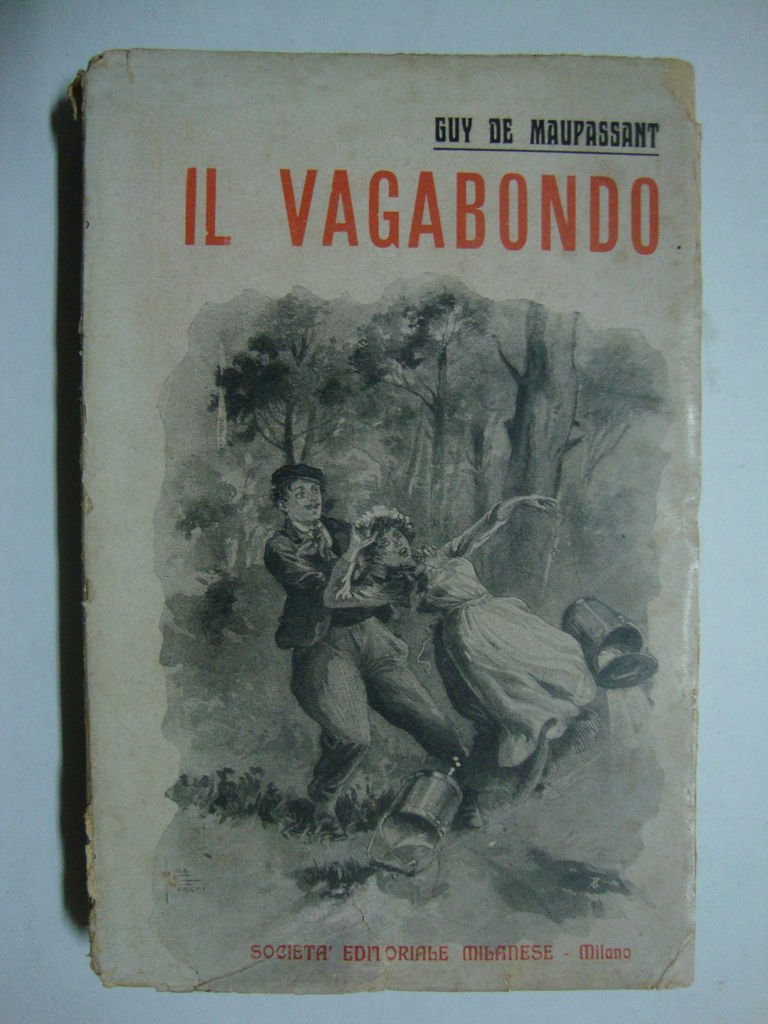 GUY DE MAUPASSANT
IL VAGABONDO
SOCIETA' EDITORIALE MILANESE - Milano